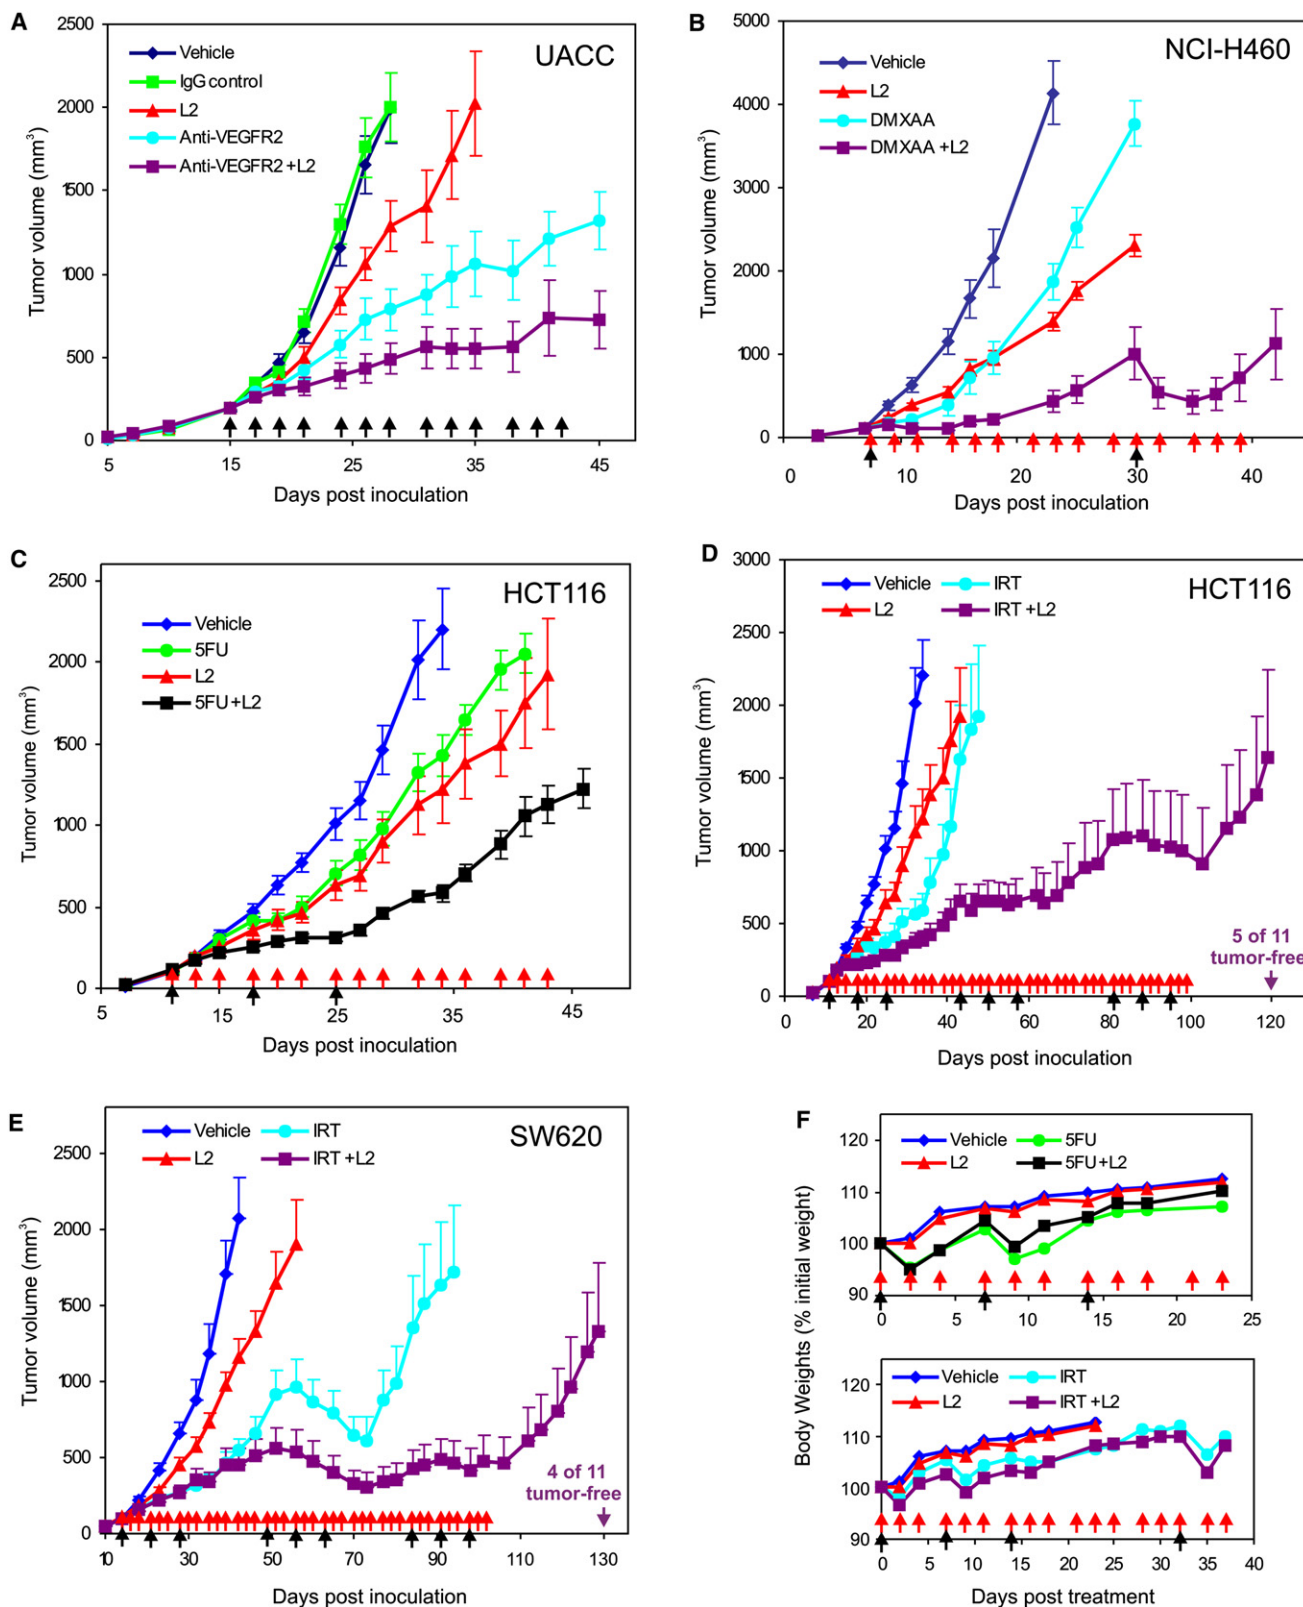 A
UACC
Vehicle
IgG control
L2
Anti-VEGFR2
Anti-VEGFR2 +L2
Tumor volume (mm³)
2500
2000
1500
1000
500
0
5 15 25 35 45
Days post inoculation
B
NCI-H460
Vehicle
L2
DMXAA
DMXAA +L2
Tumor volume (mm³)
5000
4000
3000
2000
1000
0
0 10 20 30 40
Days post inoculation
C
HCT116
Vehicle
5FU
L2
5FU+L2
Tumor volume (mm³)
2500
2000
1500
1000
500
0
5 15 25 35 45
Days post inoculation
D
HCT116
Vehicle IRT
L2 IRT +L2
Tumor volume (mm³)
3000
2500
2000
1500
1000
500
0
5 of 11
tumor-free
0 20 40 60 80 100 120
Days post inoculation
E
SW620
Vehicle IRT
L2 IRT +L2
Tumor volume (mm³)
2500
2000
1500
1000
500
0
4 of 11
tumor-free
10 30 50 70 90 110 130
Days post inoculation
F
Body Weights (% initial weight)
Vehicle 5FU
L2 5FU+L2
120
110
100
90
0 5 10 15 20 25
Vehicle IRT
L2 IRT +L2
120
110
100
90
0 5 10 15 20 25 30 35 40
Days post treatment